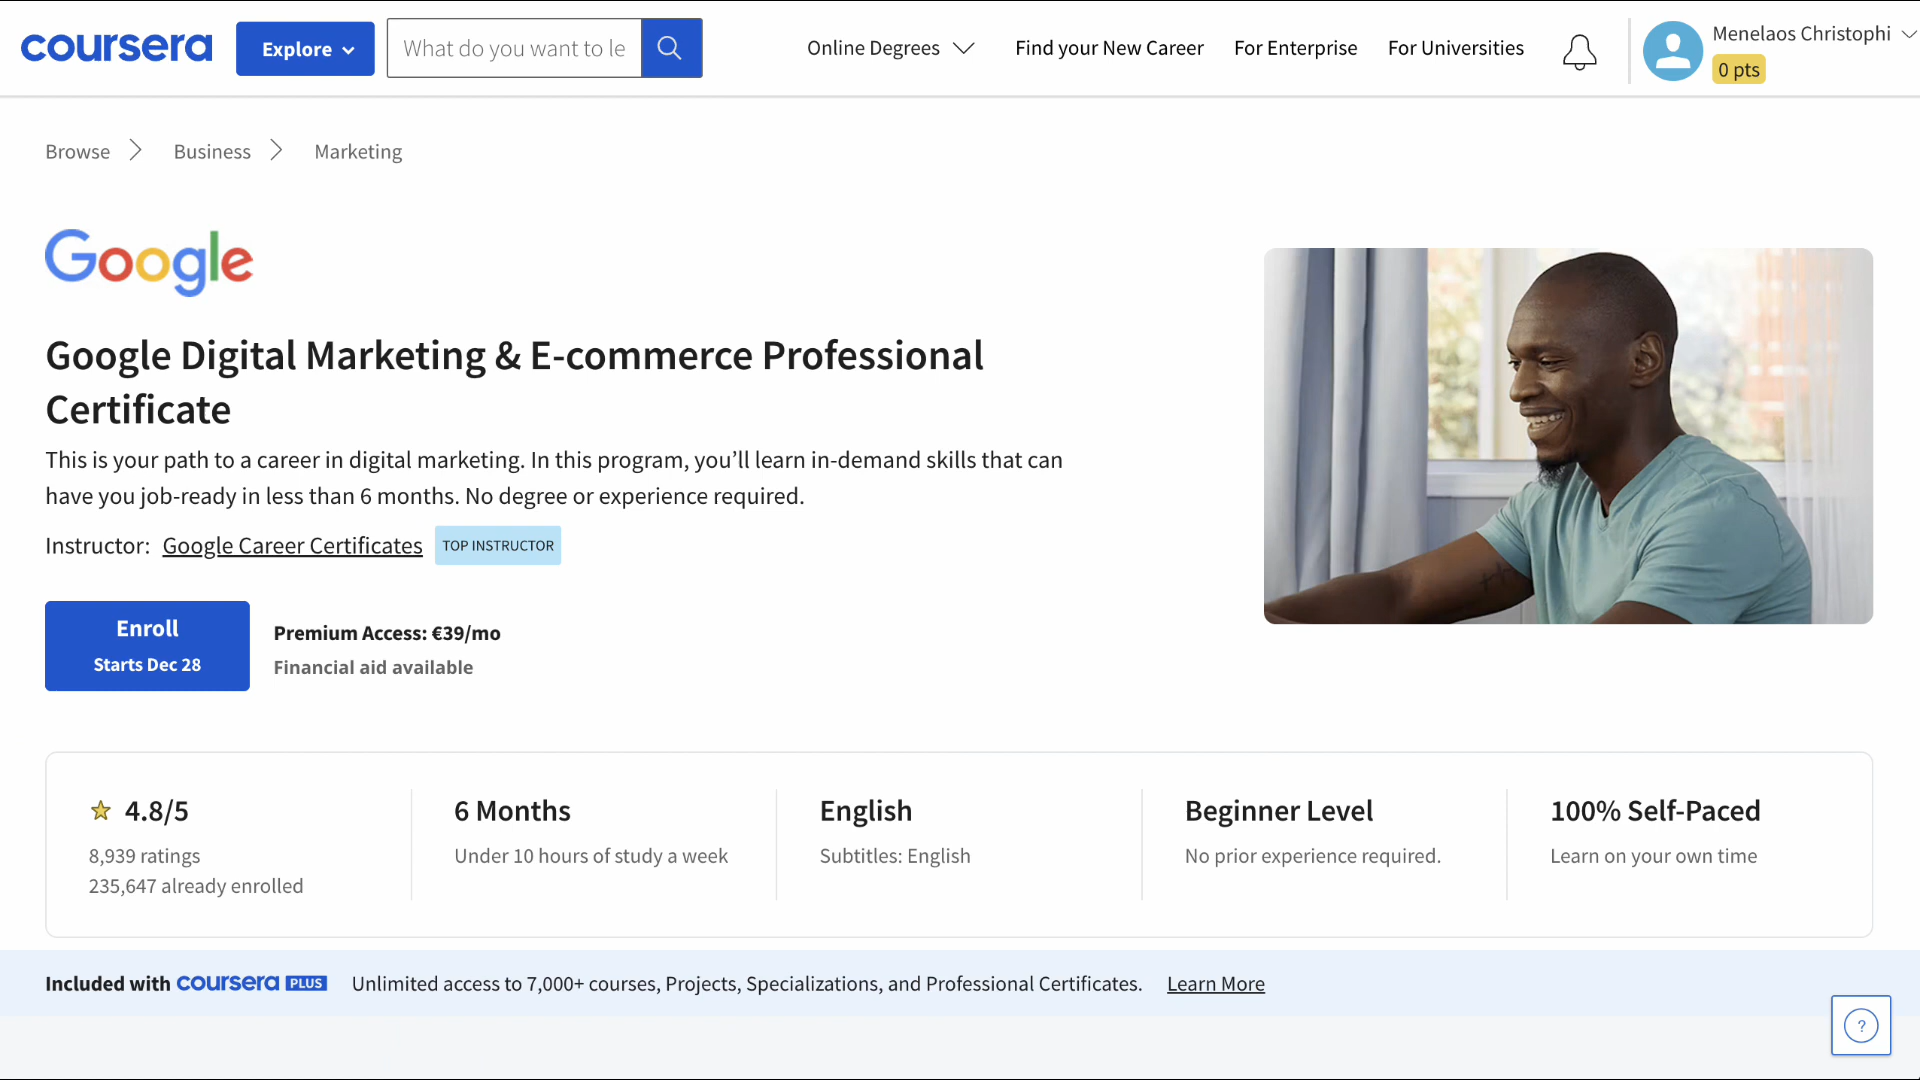 coursera
Explore
What do you want to le
Online Degrees
Find your New Career
For Enterprise
For Universities
Menelaos Christophi
0 pts
Browse
Business
Marketing
Google
Google Digital Marketing & E-commerce Professional
Certificate
This is your path to a career in digital marketing. In this program, you’ll learn in-demand skills that can
have you job-ready in less than 6 months. No degree or experience required.
Instructor: Google Career Certificates TOP INSTRUCTOR
Enroll
Starts Dec 28
Premium Access: €39/mo
Financial aid available
4.8/5
8,939 ratings
235,647 already enrolled
6 Months
Under 10 hours of study a week
English
Subtitles: English
Beginner Level
No prior experience required.
100% Self-Paced
Learn on your own time
Included with coursera PLUS Unlimited access to 7,000+ courses, Projects, Specializations, and Professional Certificates. Learn More
?